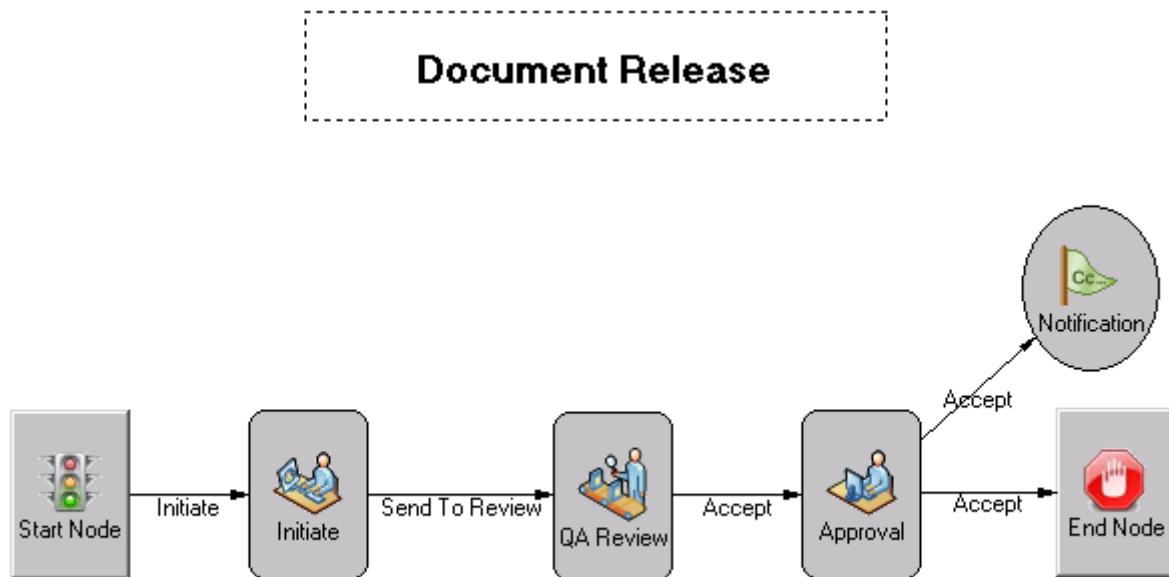 Document Release
Cc...
Notification
Accept
Start Node
Initiate
Initiate
Send To Review
QA Review
Accept
Approval
Accept
End Node